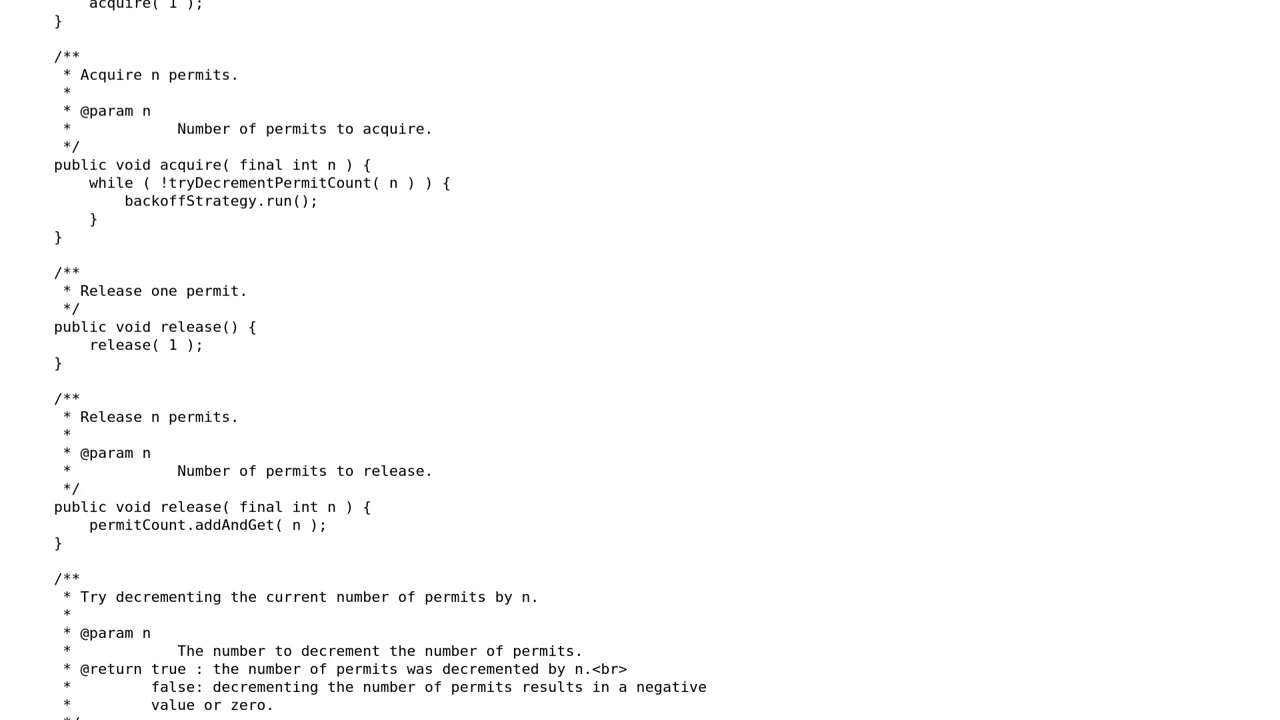 acquire( 1 );
    }

    /**
     * Acquire n permits.
     *
     * @param n
     *            Number of permits to acquire.
     */
    public void acquire( final int n ) {
        while ( !tryDecrementPermitCount( n ) ) {
            backoffStrategy.run();
        }
    }

    /**
     * Release one permit.
     */
    public void release() {
        release( 1 );
    }

    /**
     * Release n permits.
     *
     * @param n
     *            Number of permits to release.
     */
    public void release( final int n ) {
        permitCount.addAndGet( n );
    }

    /**
     * Try decrementing the current number of permits by n.
     *
     * @param n
     *            The number to decrement the number of permits.
     * @return true : the number of permits was decremented by n.<br>
     *         false: decrementing the number of permits results in a negative
     *         value or zero.
     */